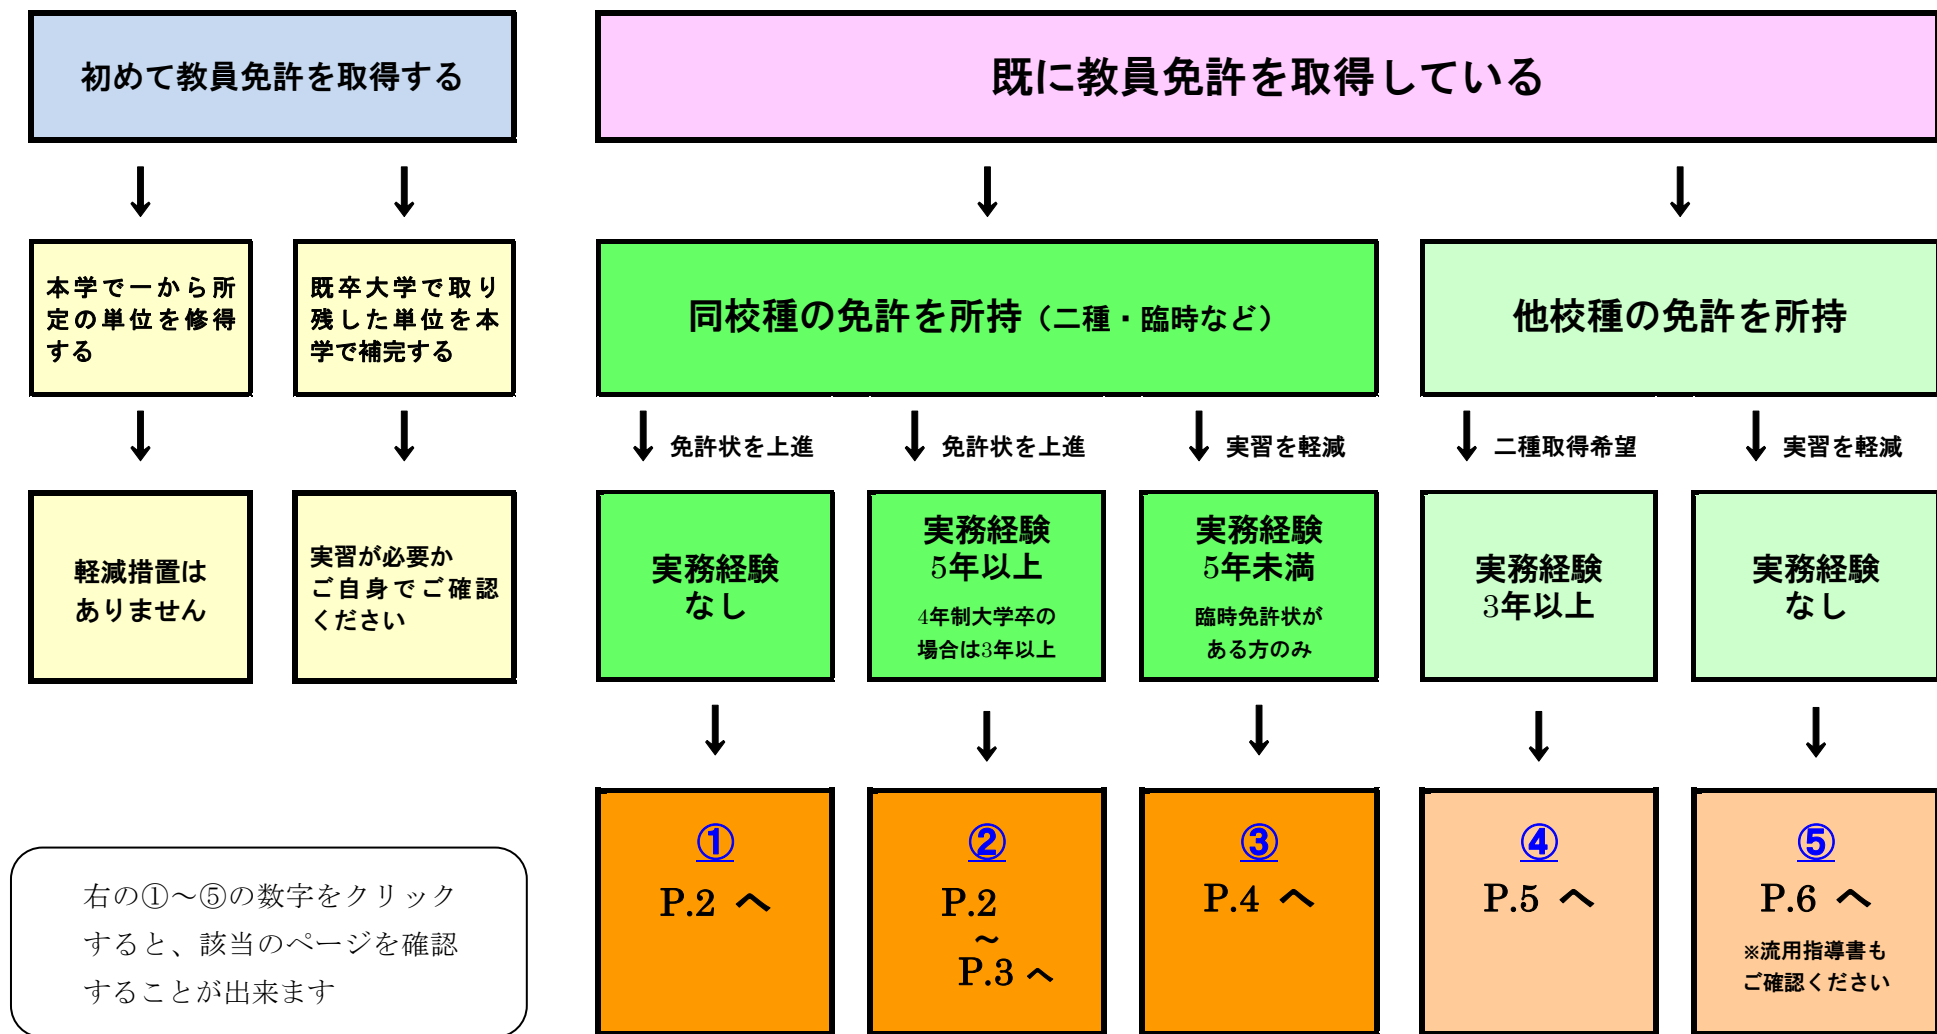 初めて教員免許を取得する
既に教員免許を取得している
本学で一から所
定の単位を修得
する
既卒大学で取り
残した単位を本
学で補完する
同校種の免許を所持（二種・臨時など）
他校種の免許を所持
免許状を上進
免許状を上進
実習を軽減
二種取得希望
実習を軽減
軽減措置は
ありません
実習が必要か
ご自身でご確認
ください
実務経験
なし
実務経験
5年以上
4年制大学卒の
場合は3年以上
実務経験
5年未満
臨時免許状が
ある方のみ
実務経験
3年以上
実務経験
なし
①
P.2 へ
②
P.2
～
P.3 へ
③
P.4 へ
④
P.5 へ
⑤
P.6 へ
※流用指導書も
ご確認ください
右の①～⑤の数字をクリック
すると、該当のページを確認
することが出来ます